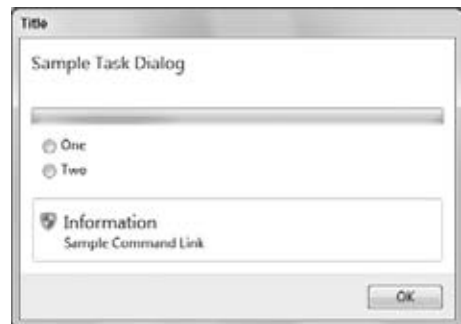 Title
Sample Task Dialog
One
Two
Information
Sample Command Link
OK